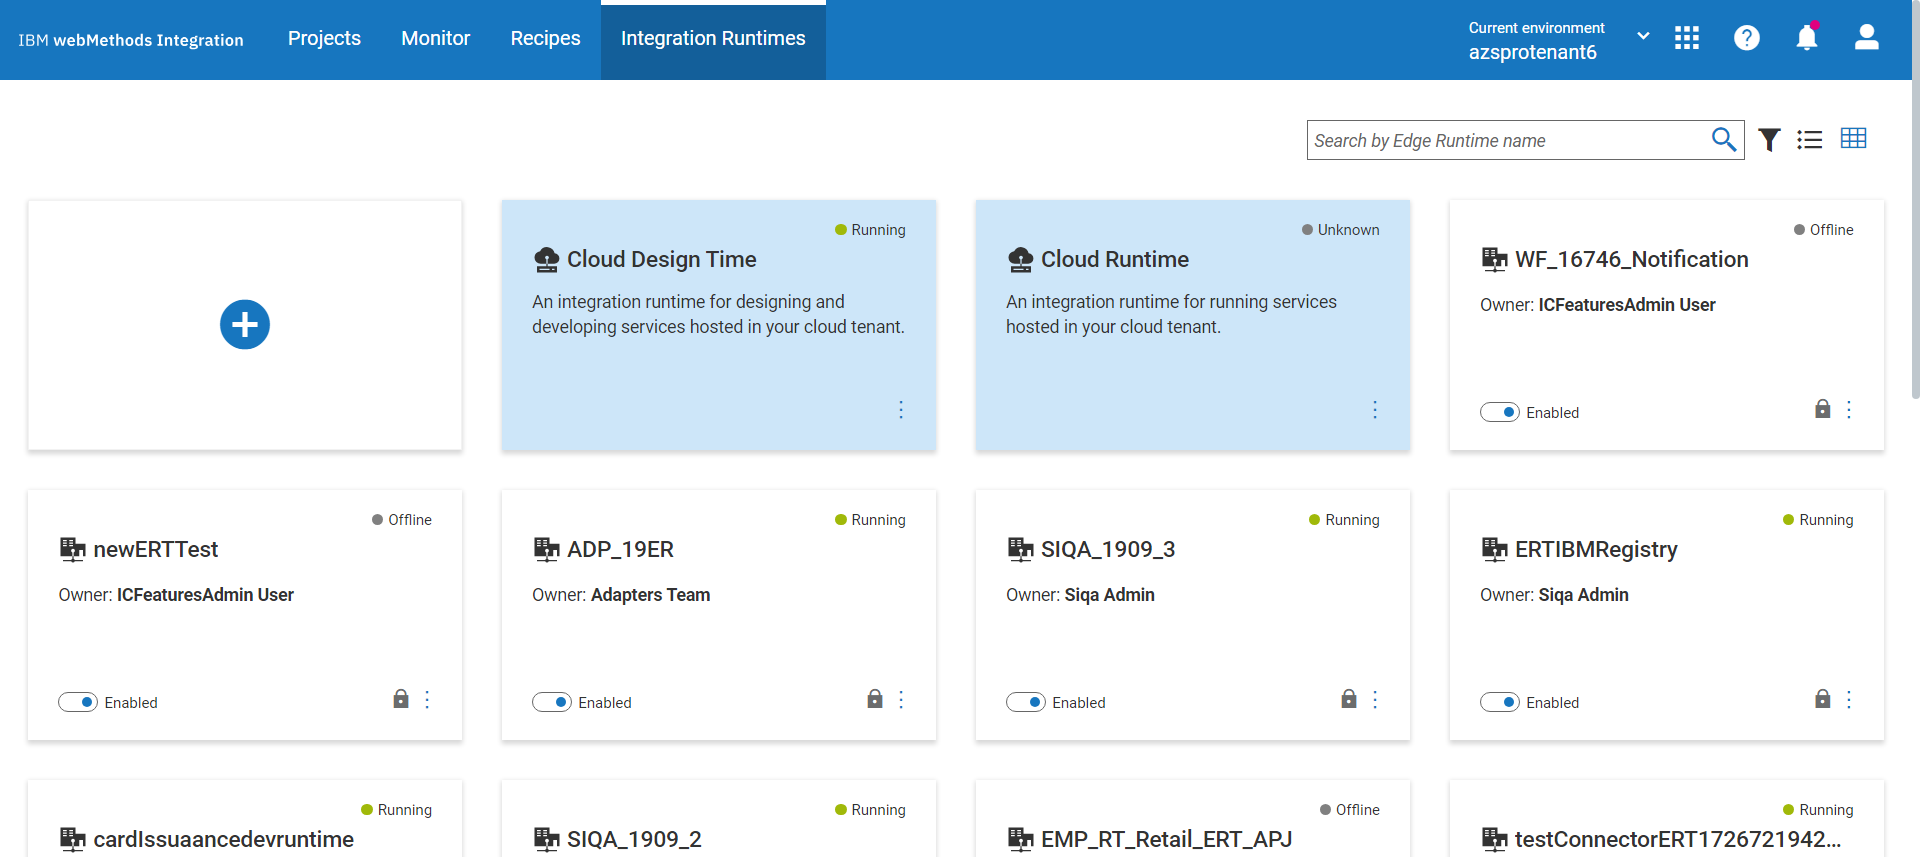 IBM webMethods Integration
Projects
Monitor
Recipes
Integration Runtimes
Current environment
azsprotenant6
Search by Edge Runtime name
Running
Cloud Design Time
An integration runtime for designing and
developing services hosted in your cloud tenant.
Unknown
Cloud Runtime
An integration runtime for running services
hosted in your cloud tenant.
Offline
WF_16746_Notification
Owner: ICFeaturesAdmin User
Enabled
Offline
newERTTest
Owner: ICFeaturesAdmin User
Enabled
Running
ADP_19ER
Owner: Adapters Team
Enabled
Running
SIQA_1909_3
Owner: Siqa Admin
Enabled
Running
ERTIBMRegistry
Owner: Siqa Admin
Enabled
Running
cardIssuaancedevruntime
Running
SIQA_1909_2
Offline
EMP_RT_Retail_ERT_APJ
Running
testConnectorERT1726721942...